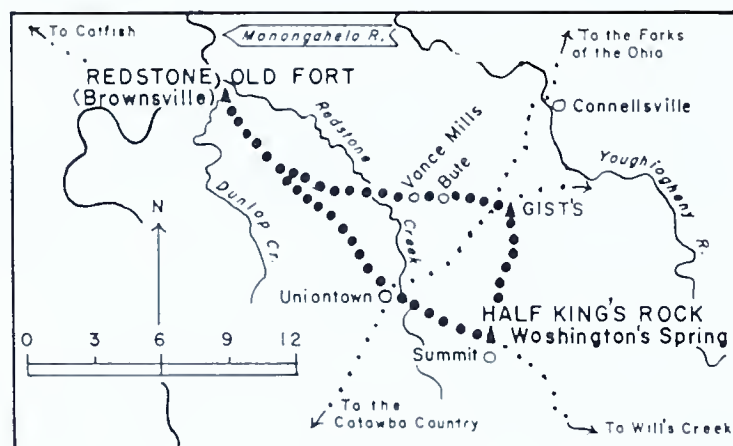 To Catfish
Monongahela R.
To the Forks
of the Ohio
REDSTONE OLD FORT
(Brownsville)
Connellsville
Redstone
Creek
Vance Mills
Bute
Youghiogheny
R.
Dunlap Cr.
N
GIST'S
Uniontown
HALF KING'S ROCK
Washington's Spring
Summit
0 3 6 9 12
To the
Catawba Country
To Will's Creek